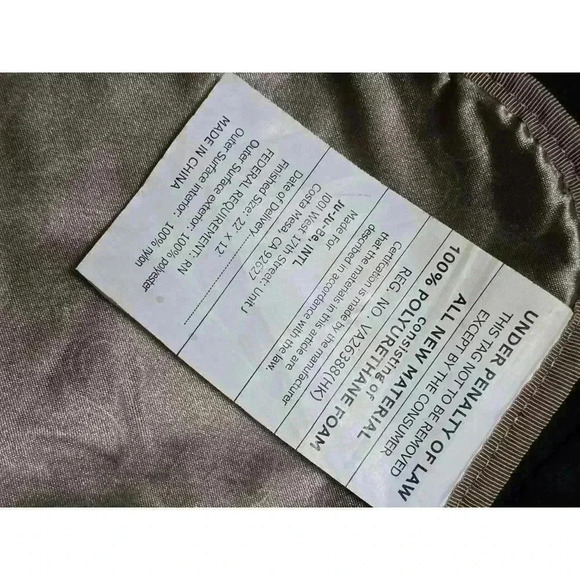 UNDER PENALTY OF LAW
THIS TAG NOT TO BE REMOVED
EXCEPT BY THE CONSUMER
ALL NEW MATERIAL
consisting of
100% POLYURETHANE FOAM
REG. NO. VA26388(HK)
Certification is made by the manufacturer
that the materials in this article are
described in accordance with the law.
Made For
Ju-Ju-Be, INTL
1001 West 17th Street: Unit J
Costa Mesa, CA 92627
Date of Delivery
Finished Size: 22 X 12
FEDERAL REQUIREMENT: RN
Outer Surface exterior: 100% polyester
Outer Surface interior: 100% nylon
MADE IN CHINA